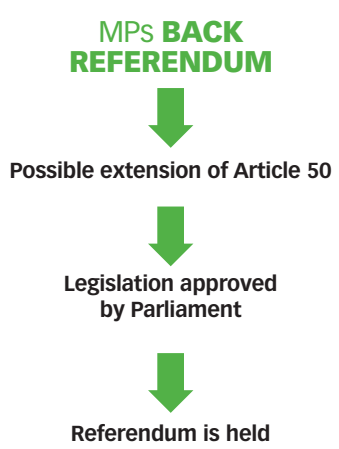 MPs BACK
REFERENDUM
Possible extension of Article 50
Legislation approved
by Parliament
Referendum is held